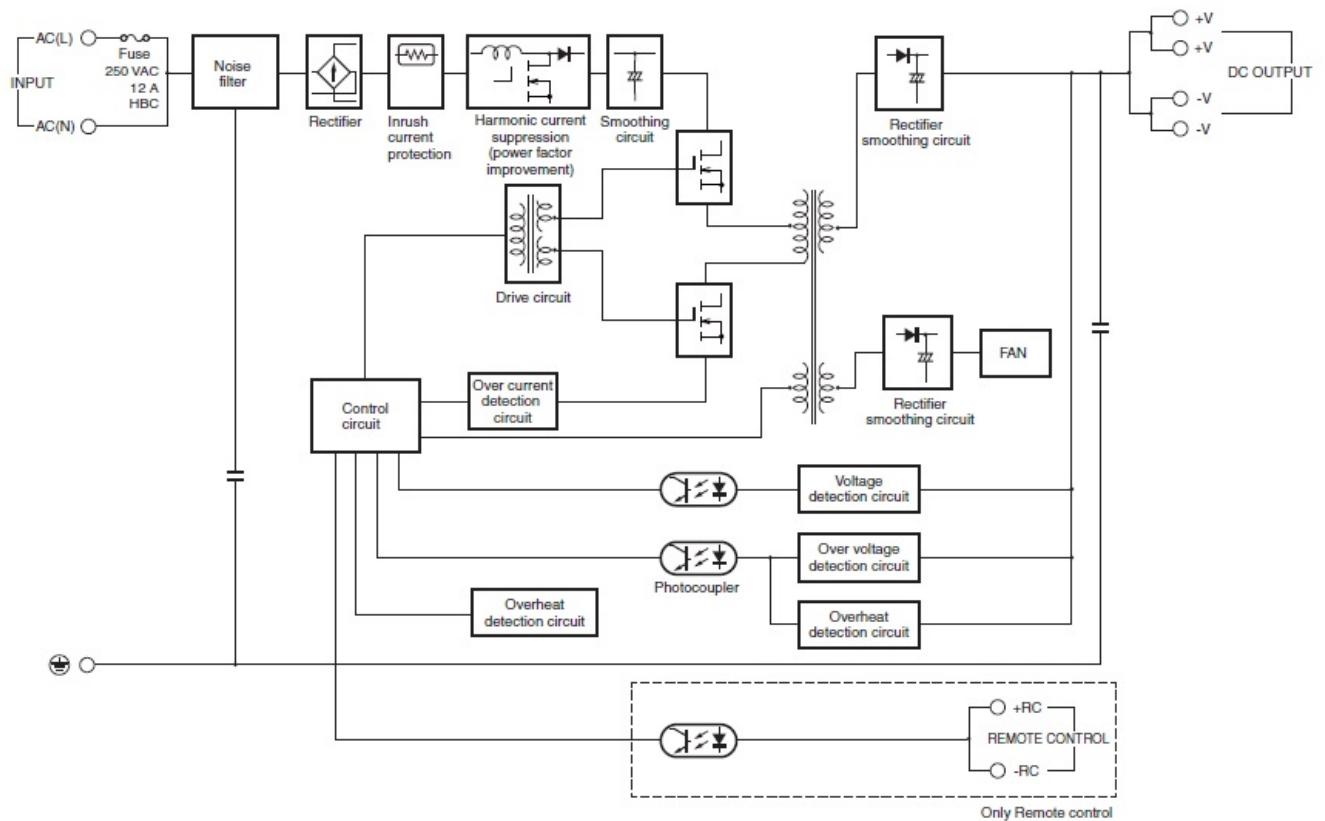 AC(L)
Fuse
250 VAC
12 A
HBC
INPUT
AC(N)
Noise
filter
Rectifier
Inrush
current
protection
Harmonic current
suppression
(power factor
improvement)
Smoothing
circuit
Rectifier
smoothing circuit
+V
+V
DC OUTPUT
-V
-V
Drive circuit
Control
circuit
Over current
detection
circuit
FAN
Rectifier
smoothing circuit
Voltage
detection circuit
Over voltage
detection circuit
Photocoupler
Overheat
detection circuit
Overheat
detection circuit
+RC
REMOTE CONTROL
-RC
Only Remote control